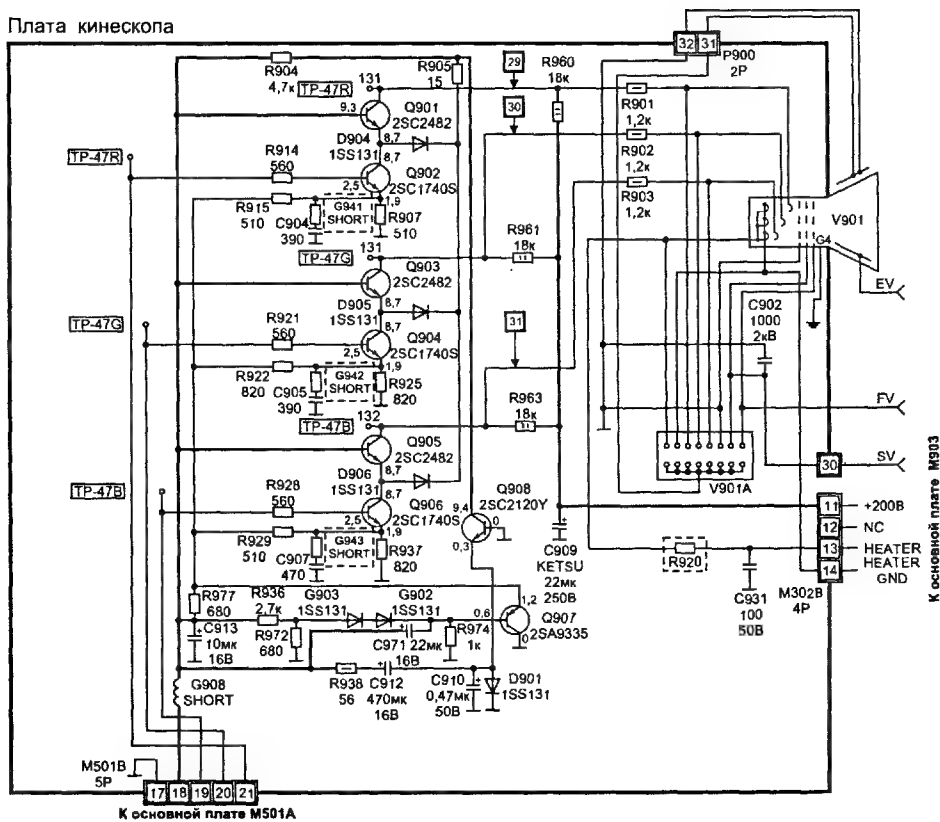 Плата кинескопа
32 31
P900
2P
R904
4,7к
R905
15
29
R960
18к
131
TP-47R
9,3
Q901
2SC2482
30
R901
1,2к
D904
1SS131
8,7
8,7
TP-47R
R914
560
Q902
2SC1740S
R902
1,2к
2,5
1,9
R903
1,2к
R915
510
C904
390
G941
SHORT
R907
510
V901
G4
131
TP-47G
R961
18к
Q903
2SC2482
EV
D905
1SS131
8,7
8,7
C902
1000
2кВ
TP-47G
R921
560
Q904
2SC1740S
31
2,5
1,9
R922
820
C905
390
G942
SHORT
R925
820
R963
18к
FV
132
TP-47B
Q905
2SC2482
30
SV
D906
1SS131
8,7
8,7
V901A
TP-47B
R928
560
Q906
2SC1740S
9,4
Q908
2SC2120Y
0
0,3
11
+200В
12
NC
13
HEATER
14
HEATER
GND
2,5
1,9
R929
510
C907
470
G943
SHORT
R937
820
C909
KETSU
22мк
250В
R920
C931
100
50В
M302B
4P
К основной плате M903
R977
680
R936
2,7к
G903
1SS131
G902
1SS131
1,2
0,6
Q907
2SA9335
0
C913
10мк
16В
R972
680
C971
22мк
16В
R974
1к
G908
SHORT
R938
56
C912
470мк
16В
C910
0,47мк
50В
D901
1SS131
M501B
5P
17 18 19 20 21
К основной плате M501A